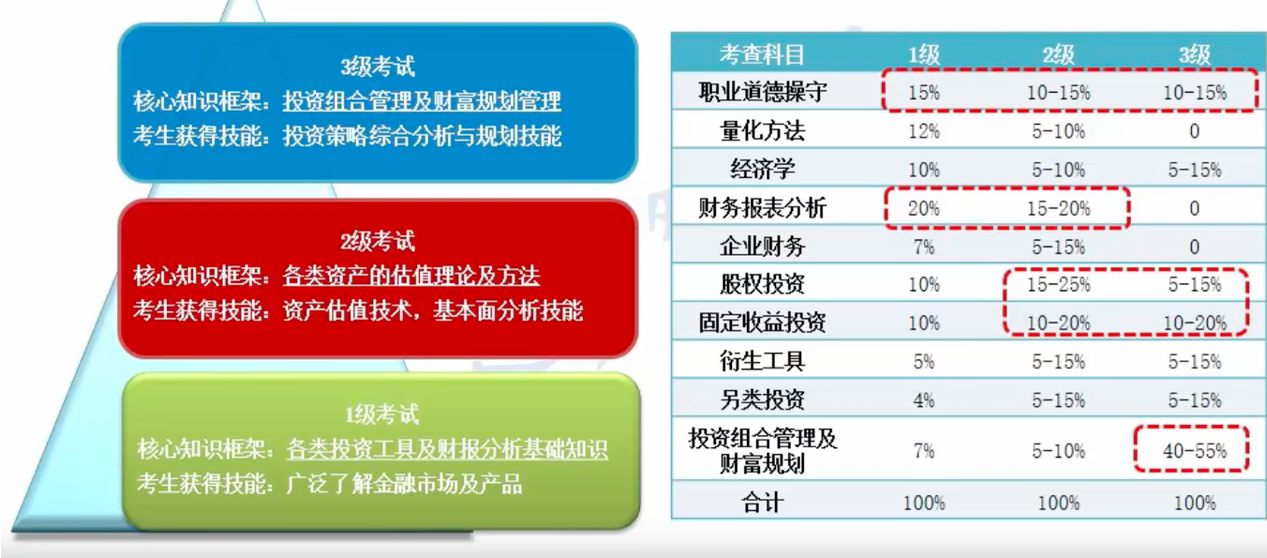 3级考试
核心知识框架：投资组合管理及财富规划管理
考生获得技能：投资策略综合分析与规划技能
2级考试
核心知识框架：各类资产的估值理论及方法
考生获得技能：资产估值技术，基本面分析技能
1级考试
核心知识框架：各类投资工具及财报分析基础知识
考生获得技能：广泛了解金融市场及产品
考查科目 1级 2级 3级
职业道德操守 15% 10-15% 10-15%
量化方法 12% 5-10% 0
经济学 10% 5-10% 5-15%
财务报表分析 20% 15-20% 0
企业财务 7% 5-15% 0
股权投资 10% 15-25% 5-15%
固定收益投资 10% 10-20% 10-20%
衍生工具 5% 5-15% 5-15%
另类投资 4% 5-15% 5-15%
投资组合管理及
财富规划 7% 5-10% 40-55%
合计 100% 100% 100%